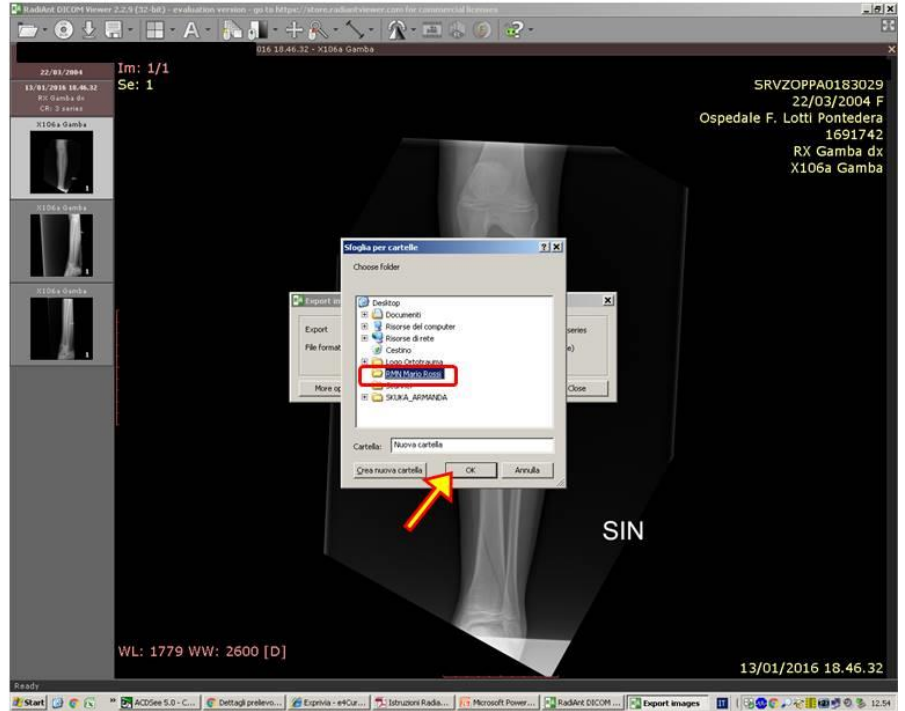 RadiAnt DICOM Viewer 2.2.9 (32-bit) - evaluation version - go to https://store.radiantviewer.com for commercial licenses
016 18.46.32 - X106a Gamba
22/03/2004
13/01/2016 18.46.32
RX Gamba dx
CR: 3 series
X106a Gamba
1
X106a Gamba
1
X106a Gamba
1
Im: 1/1
Se: 1
SRVZOPPA0183029
22/03/2004 F
Ospedale F. Lotti Pontedera
1691742
RX Gamba dx
X106a Gamba
Export im
Export
series
File format
e)
More op
Close
Sfoglia per cartelle
Choose folder
Desktop
Documenti
Risorse del computer
Risorse di rete
Cestino
Logo Ortotrauma
RMN Mario Rossi
SKUKA_ARMANDA
Cartella: Nuova cartella
Crea nuova cartella OK Annulla
SIN
WL: 1779 WW: 2600 [D]
13/01/2016 18.46.32
Ready
Start ACDSee 5.0 - C... Dettagli prelievo... Exprivia - e4Cur... Istruzioni Radia... Microsoft Power... RadiAnt DICOM ... Export images 12.54